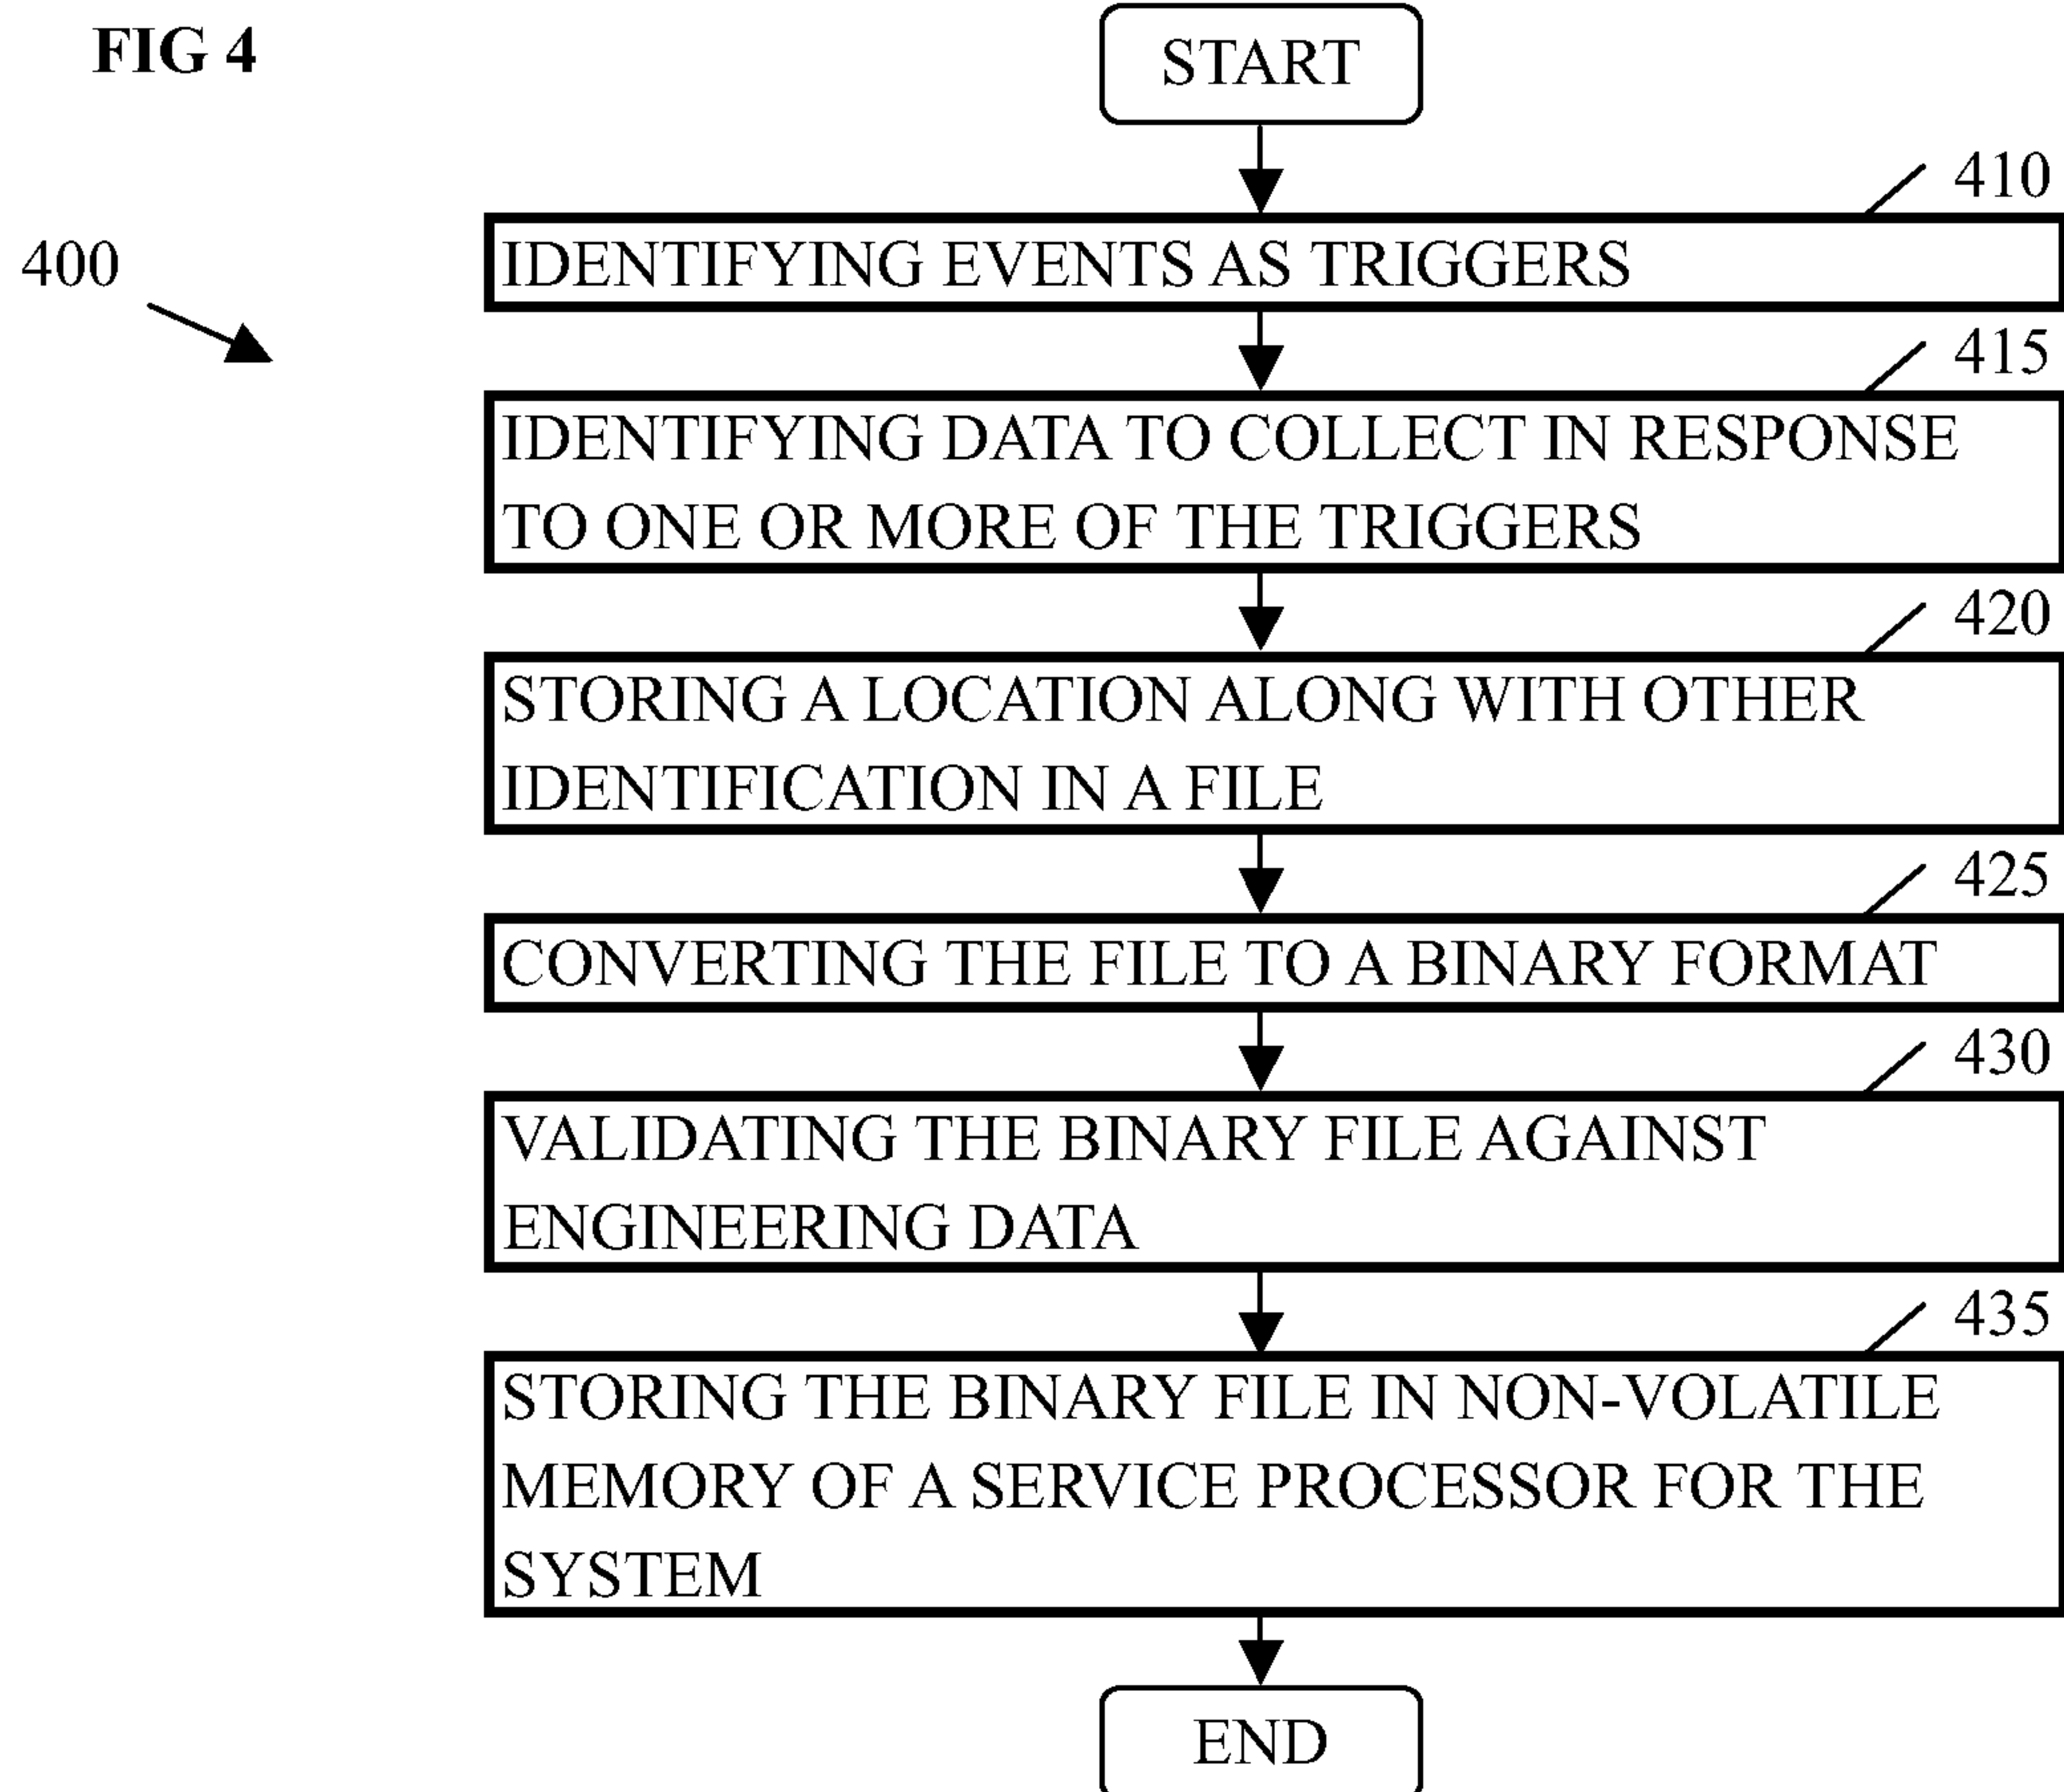 FIG 4
START
410
400
IDENTIFYING EVENTS AS TRIGGERS
415
IDENTIFYING DATA TO COLLECT IN RESPONSE
TO ONE OR MORE OF THE TRIGGERS
420
STORING A LOCATION ALONG WITH OTHER
IDENTIFICATION IN A FILE
425
CONVERTING THE FILE TO A BINARY FORMAT
430
VALIDATING THE BINARY FILE AGAINST
ENGINEERING DATA
435
STORING THE BINARY FILE IN NON-VOLATILE
MEMORY OF A SERVICE PROCESSOR FOR THE
SYSTEM
END